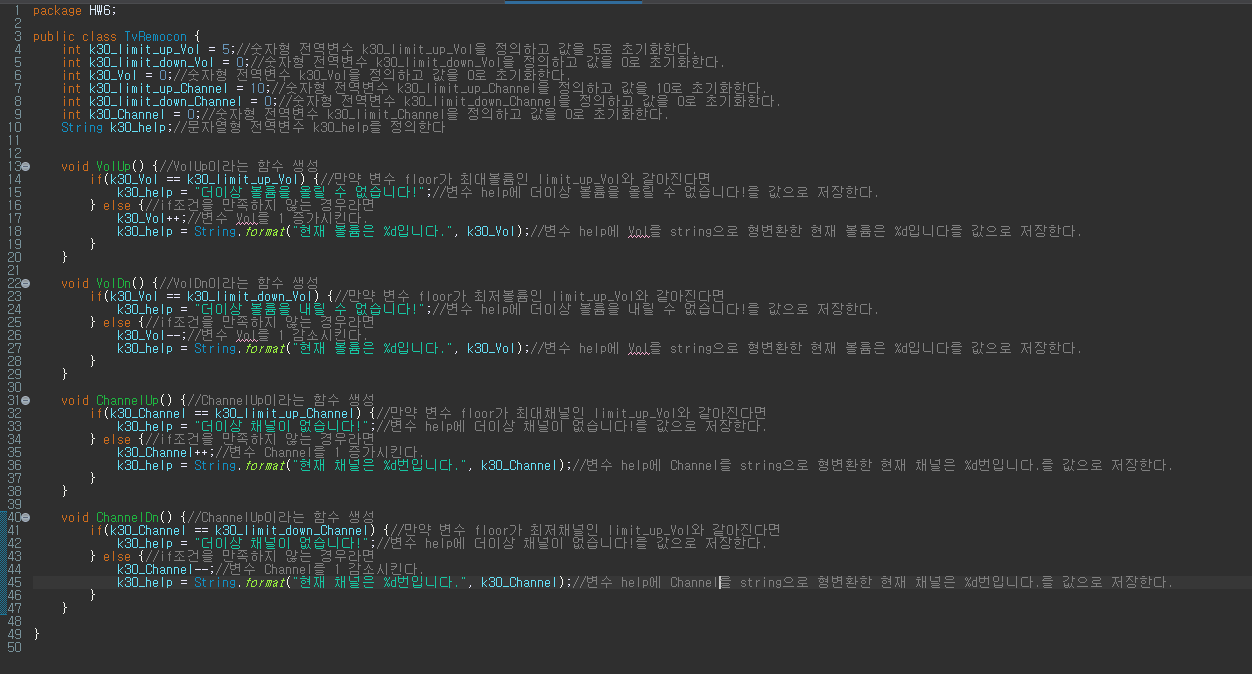 1 package HW6;
2
3 public class TvRemocon {
4 int k30_limit_up_Vol = 5;//숫자형 전역변수 k30_limit_up_Vol을 정의하고 값을 5로 초기화한다.
5 int k30_limit_down_Vol = 0;//숫자형 전역변수 k30_limit_down_Vol을 정의하고 값을 0로 초기화한다.
6 int k30_Vol = 0;//숫자형 전역변수 k30_Vol을 정의하고 값을 0로 초기화한다.
7 int k30_limit_up_Channel = 10;//숫자형 전역변수 k30_limit_up_Channel을 정의하고 값을 10로 초기화한다.
8 int k30_limit_down_Channel = 0;//숫자형 전역변수 k30_limit_down_Channel을 정의하고 값을 0로 초기화한다.
9 int k30_Channel = 0;//숫자형 전역변수 k30_limit_Channel을 정의하고 값을 0로 초기화한다.
10 String k30_help;//문자열형 전역변수 k30_help를 정의한다
11
12
13 void VolUp() {//VolUp이라는 함수 생성
14 if(k30_Vol == k30_limit_up_Vol) {//만약 변수 floor가 최대볼륨인 limit_up_Vol와 같아진다면
15 k30_help = "더이상 볼륨을 올릴 수 없습니다!";//변수 help에 더이상 볼륨을 올릴 수 없습니다!를 값으로 저장한다.
16 } else {//if조건을 만족하지 않는 경우라면
17 k30_Vol++;//변수 Vol를 1 증가시킨다.
18 k30_help = String.format("현재 볼륨은 %d입니다.", k30_Vol);//변수 help에 Vol를 string으로 형변환한 현재 볼륨은 %d입니다를 값으로 저장한다.
19 }
20 }
21
22 void VolDn() {//VolDn이라는 함수 생성
23 if(k30_Vol == k30_limit_down_Vol) {//만약 변수 floor가 최저볼륨인 limit_up_Vol와 같아진다면
24 k30_help = "더이상 볼륨을 내릴 수 없습니다!";//변수 help에 더이상 볼륨을 내릴 수 없습니다!를 값으로 저장한다.
25 } else {//if조건을 만족하지 않는 경우라면
26 k30_Vol--;//변수 Vol를 1 감소시킨다.
27 k30_help = String.format("현재 볼륨은 %d입니다.", k30_Vol);//변수 help에 Vol를 string으로 형변환한 현재 볼륨은 %d입니다를 값으로 저장한다.
28 }
29 }
30
31 void ChannelUp() {//ChannelUp이라는 함수 생성
32 if(k30_Channel == k30_limit_up_Channel) {//만약 변수 floor가 최대채널인 limit_up_Vol와 같아진다면
33 k30_help = "더이상 채널이 없습니다!";//변수 help에 더이상 채널이 없습니다!를 값으로 저장한다.
34 } else {//if조건을 만족하지 않는 경우라면
35 k30_Channel++;//변수 Channel를 1 증가시킨다.
36 k30_help = String.format("현재 채널은 %d번입니다.", k30_Channel);//변수 help에 Channel를 string으로 형변환한 현재 채널은 %d번입니다.를 값으로 저장한다.
37 }
38 }
39
40 void ChannelDn() {//ChannelUp이라는 함수 생성
41 if(k30_Channel == k30_limit_down_Channel) {//만약 변수 floor가 최저채널인 limit_up_Vol와 같아진다면
42 k30_help = "더이상 채널이 없습니다!";//변수 help에 더이상 채널이 없습니다!를 값으로 저장한다.
43 } else {//if조건을 만족하지 않는 경우라면
44 k30_Channel--;//변수 Channel를 1 감소시킨다.
45 k30_help = String.format("현재 채널은 %d번입니다.", k30_Channel);//변수 help에 Channel를 string으로 형변환한 현재 채널은 %d번입니다.를 값으로 저장한다.
46 }
47 }
48
49 }
50